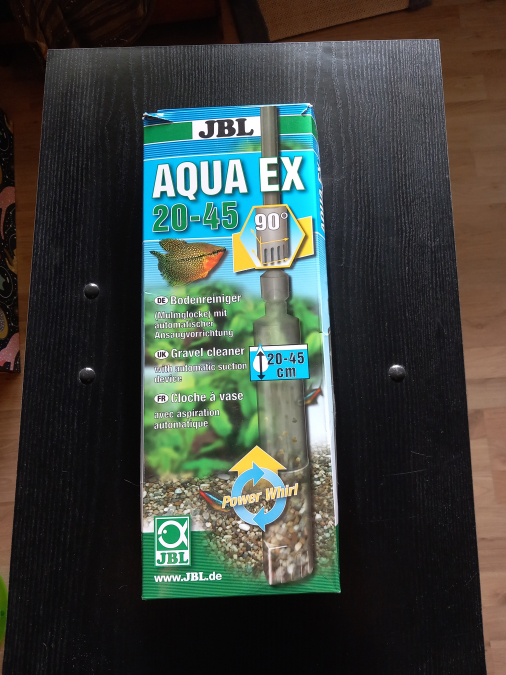 JBL
AQUA EX
20-45
90°
DE Bodenreiniger
(Mulmglocke) mit
automatischer
Ansaugvorrichtung
UK Gravel cleaner
with automatic suction
device
20-45
cm
FR Cloche à vase
avec aspiration
automatique
Power Whirl
JBL
www.JBL.de